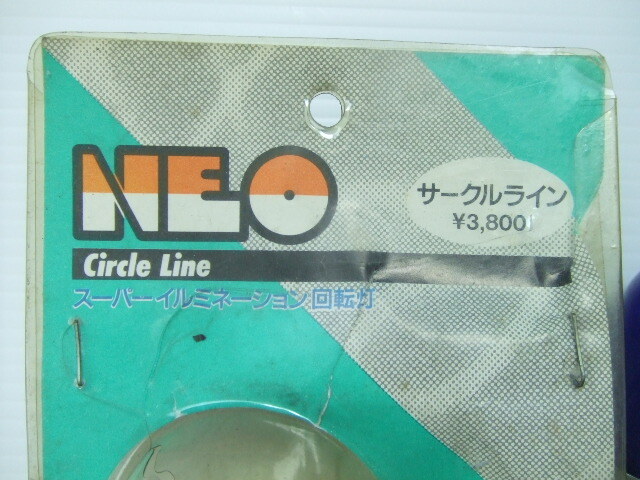 NEO
サークルライン
¥3,800
Circle Line
スーパーイルミネーション回転灯